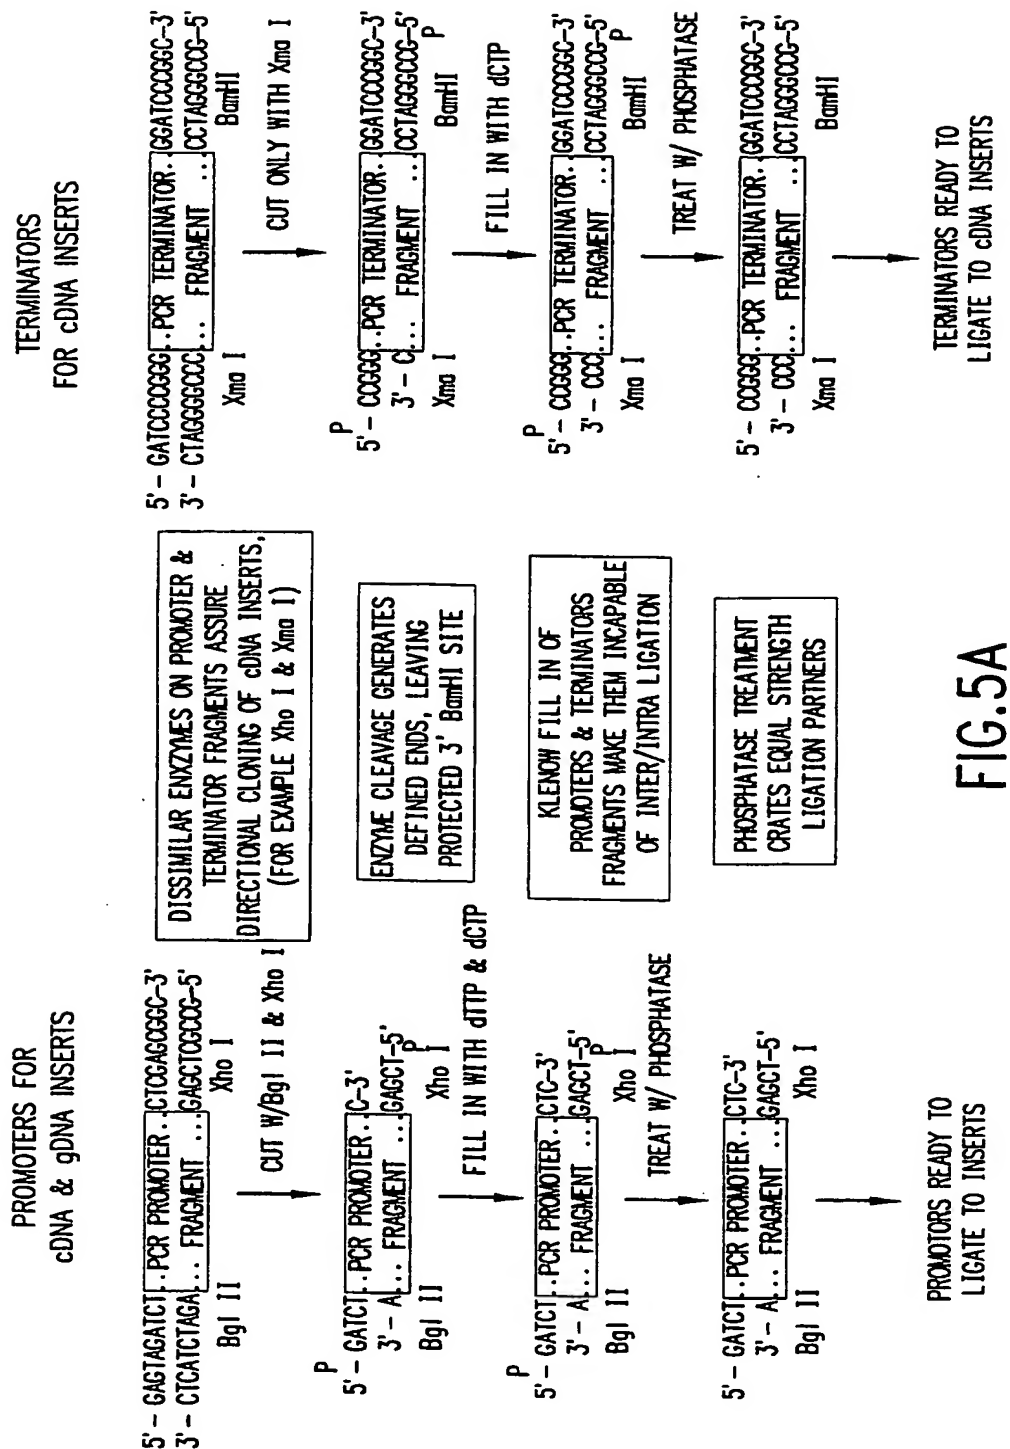 PROMOTERS FOR
cDNA & gDNA INSERTS
5'- GAGTAGATCT..PCR PROMOTER..CTCGAGCGGC-3'
3'- CTCATCTAGA... FRAGMENT ...GAGCTCGCCG-5'
Bgl II Xho I
CUT W/Bgl II & Xho I
P
5'- GATCT..PCR PROMOTER..C-3'
3'- A... FRAGMENT ...GAGCT-5'
P
Bgl II Xho I
FILL IN WITH dTTP & dCTP
P
5'- GATCT..PCR PROMOTER..CTC-3'
3'- A... FRAGMENT ...GAGCT-5'
P
Bgl II Xho I
TREAT W/ PHOSPHATASE
5'- GATCT..PCR PROMOTER..CTC-3'
3'- A... FRAGMENT ...GAGCT-5'
Bgl II Xho I
PROMOTORS READY TO
LIGATE TO INSERTS
DISSIMILAR ENXZYMES ON PROMOTER &
TERMINATOR FRAGMENTS ASSURE
DIRECTIONAL CLONING OF cDNA INSERTS,
(FOR EXAMPLE Xho I & Xma I)
ENZYME CLEAVAGE GENERATES
DEFINED ENDS, LEAVING
PROTECTED 3' BamHI SITE
KLENOW FILL IN OF
PROMOTERS & TERMINATORS
FRAGMENTS MAKE THEM INCAPABLE
OF INTER/INTRA LIGATION
PHOSPHATASE TREATMENT
CRATES EQUAL STRENGTH
LIGATION PARTNERS
TERMINATORS
FOR cDNA INSERTS
5'- GATCCCCGGG..PCR TERMINATOR..GGATCCCGGC-3'
3'- CTAGGGGCCC... FRAGMENT ...CCTAGGGCCG-5'
Xma I BamHI
CUT ONLY WITH Xma I
P
5'- CCGGG..PCR TERMINATOR..GGATCCCGGC-3'
3'- C... FRAGMENT ...CCTAGGGCCG-5'
P
Xma I BamHI
FILL IN WITH dCTP
P
5'- CCGGG..PCR TERMINATOR..GGATCCCGGC-3'
3'- CCC... FRAGMENT ...CCTAGGGCCG-5'
P
Xma I BamHI
TREAT W/ PHOSPHATASE
5'- CCGGG..PCR TERMINATOR..GGATCCCGGC-3'
3'- CCC... FRAGMENT ...CCTAGGGCCG-5'
Xma I BamHI
TERMINATORS READY TO
LIGATE TO cDNA INSERTS
FIG.5A